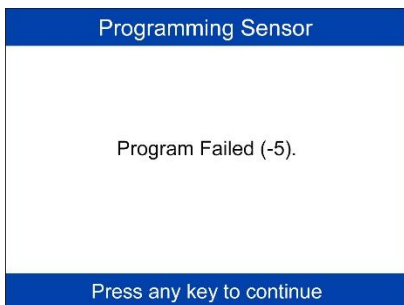 Programming Sensor
Program Failed (-5).
Press any key to continue